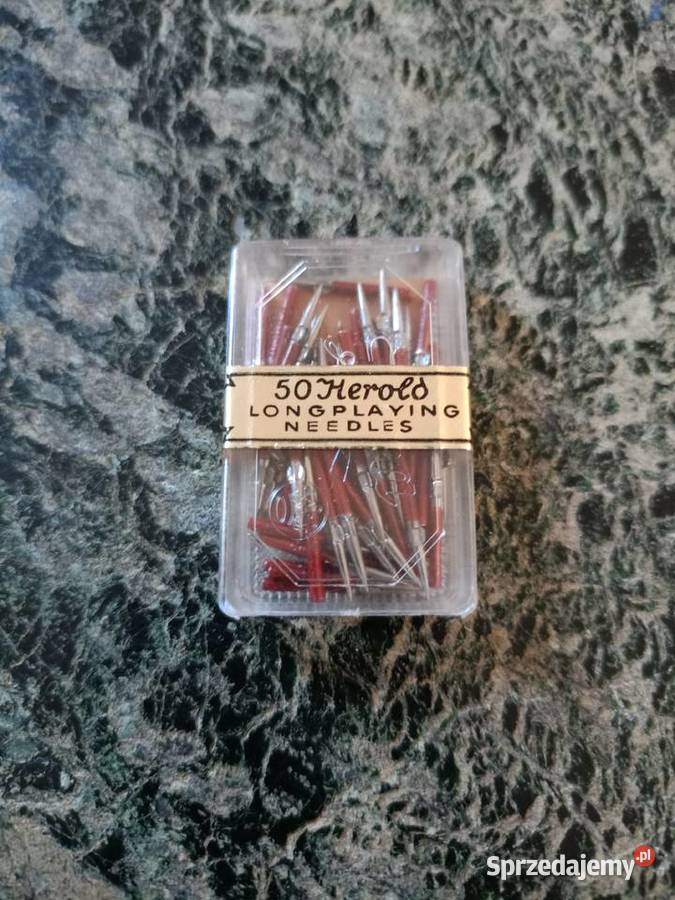 50 Herold
LONGPLAYING
NEEDLES
Sprzedajemy.pl